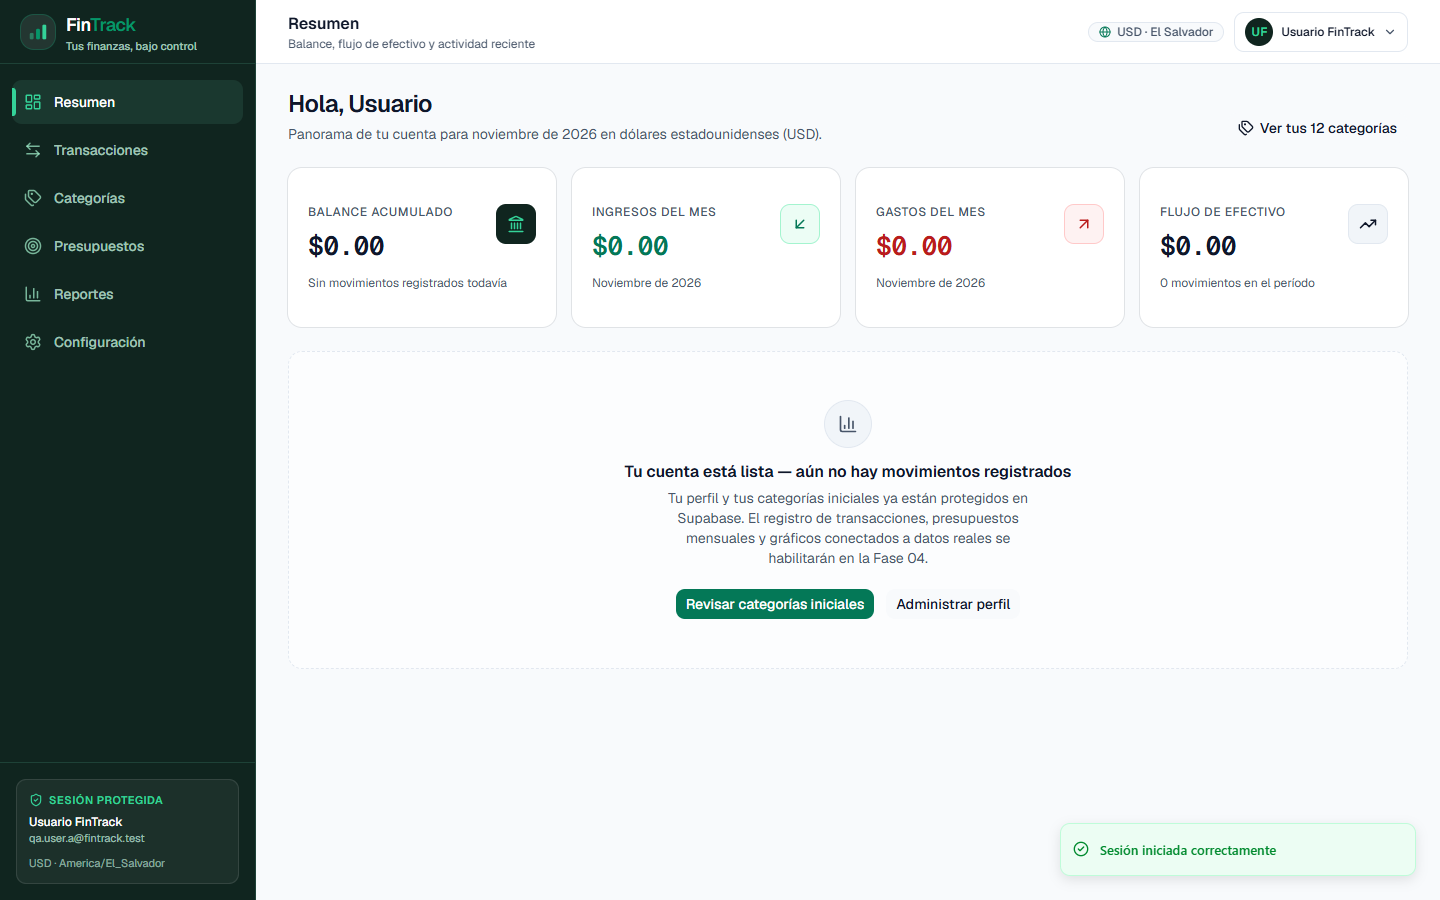 FinTrack
Tus finanzas, bajo control
Resumen
Transacciones
Categorías
Presupuestos
Reportes
Configuración
SESIÓN PROTEGIDA
Usuario FinTrack
qa.user.a@fintrack.test
USD · America/El_Salvador
Resumen
Balance, flujo de efectivo y actividad reciente
USD · El Salvador
UF
Usuario FinTrack
Hola, Usuario
Panorama de tu cuenta para noviembre de 2026 en dólares estadounidenses (USD).
Ver tus 12 categorías
BALANCE ACUMULADO
$0.00
Sin movimientos registrados todavía
INGRESOS DEL MES
$0.00
Noviembre de 2026
GASTOS DEL MES
$0.00
Noviembre de 2026
FLUJO DE EFECTIVO
$0.00
0 movimientos en el período
Tu cuenta está lista — aún no hay movimientos registrados
Tu perfil y tus categorías iniciales ya están protegidos en
Supabase. El registro de transacciones, presupuestos
mensuales y gráficos conectados a datos reales se
habilitarán en la Fase 04.
Revisar categorías iniciales
Administrar perfil
Sesión iniciada correctamente